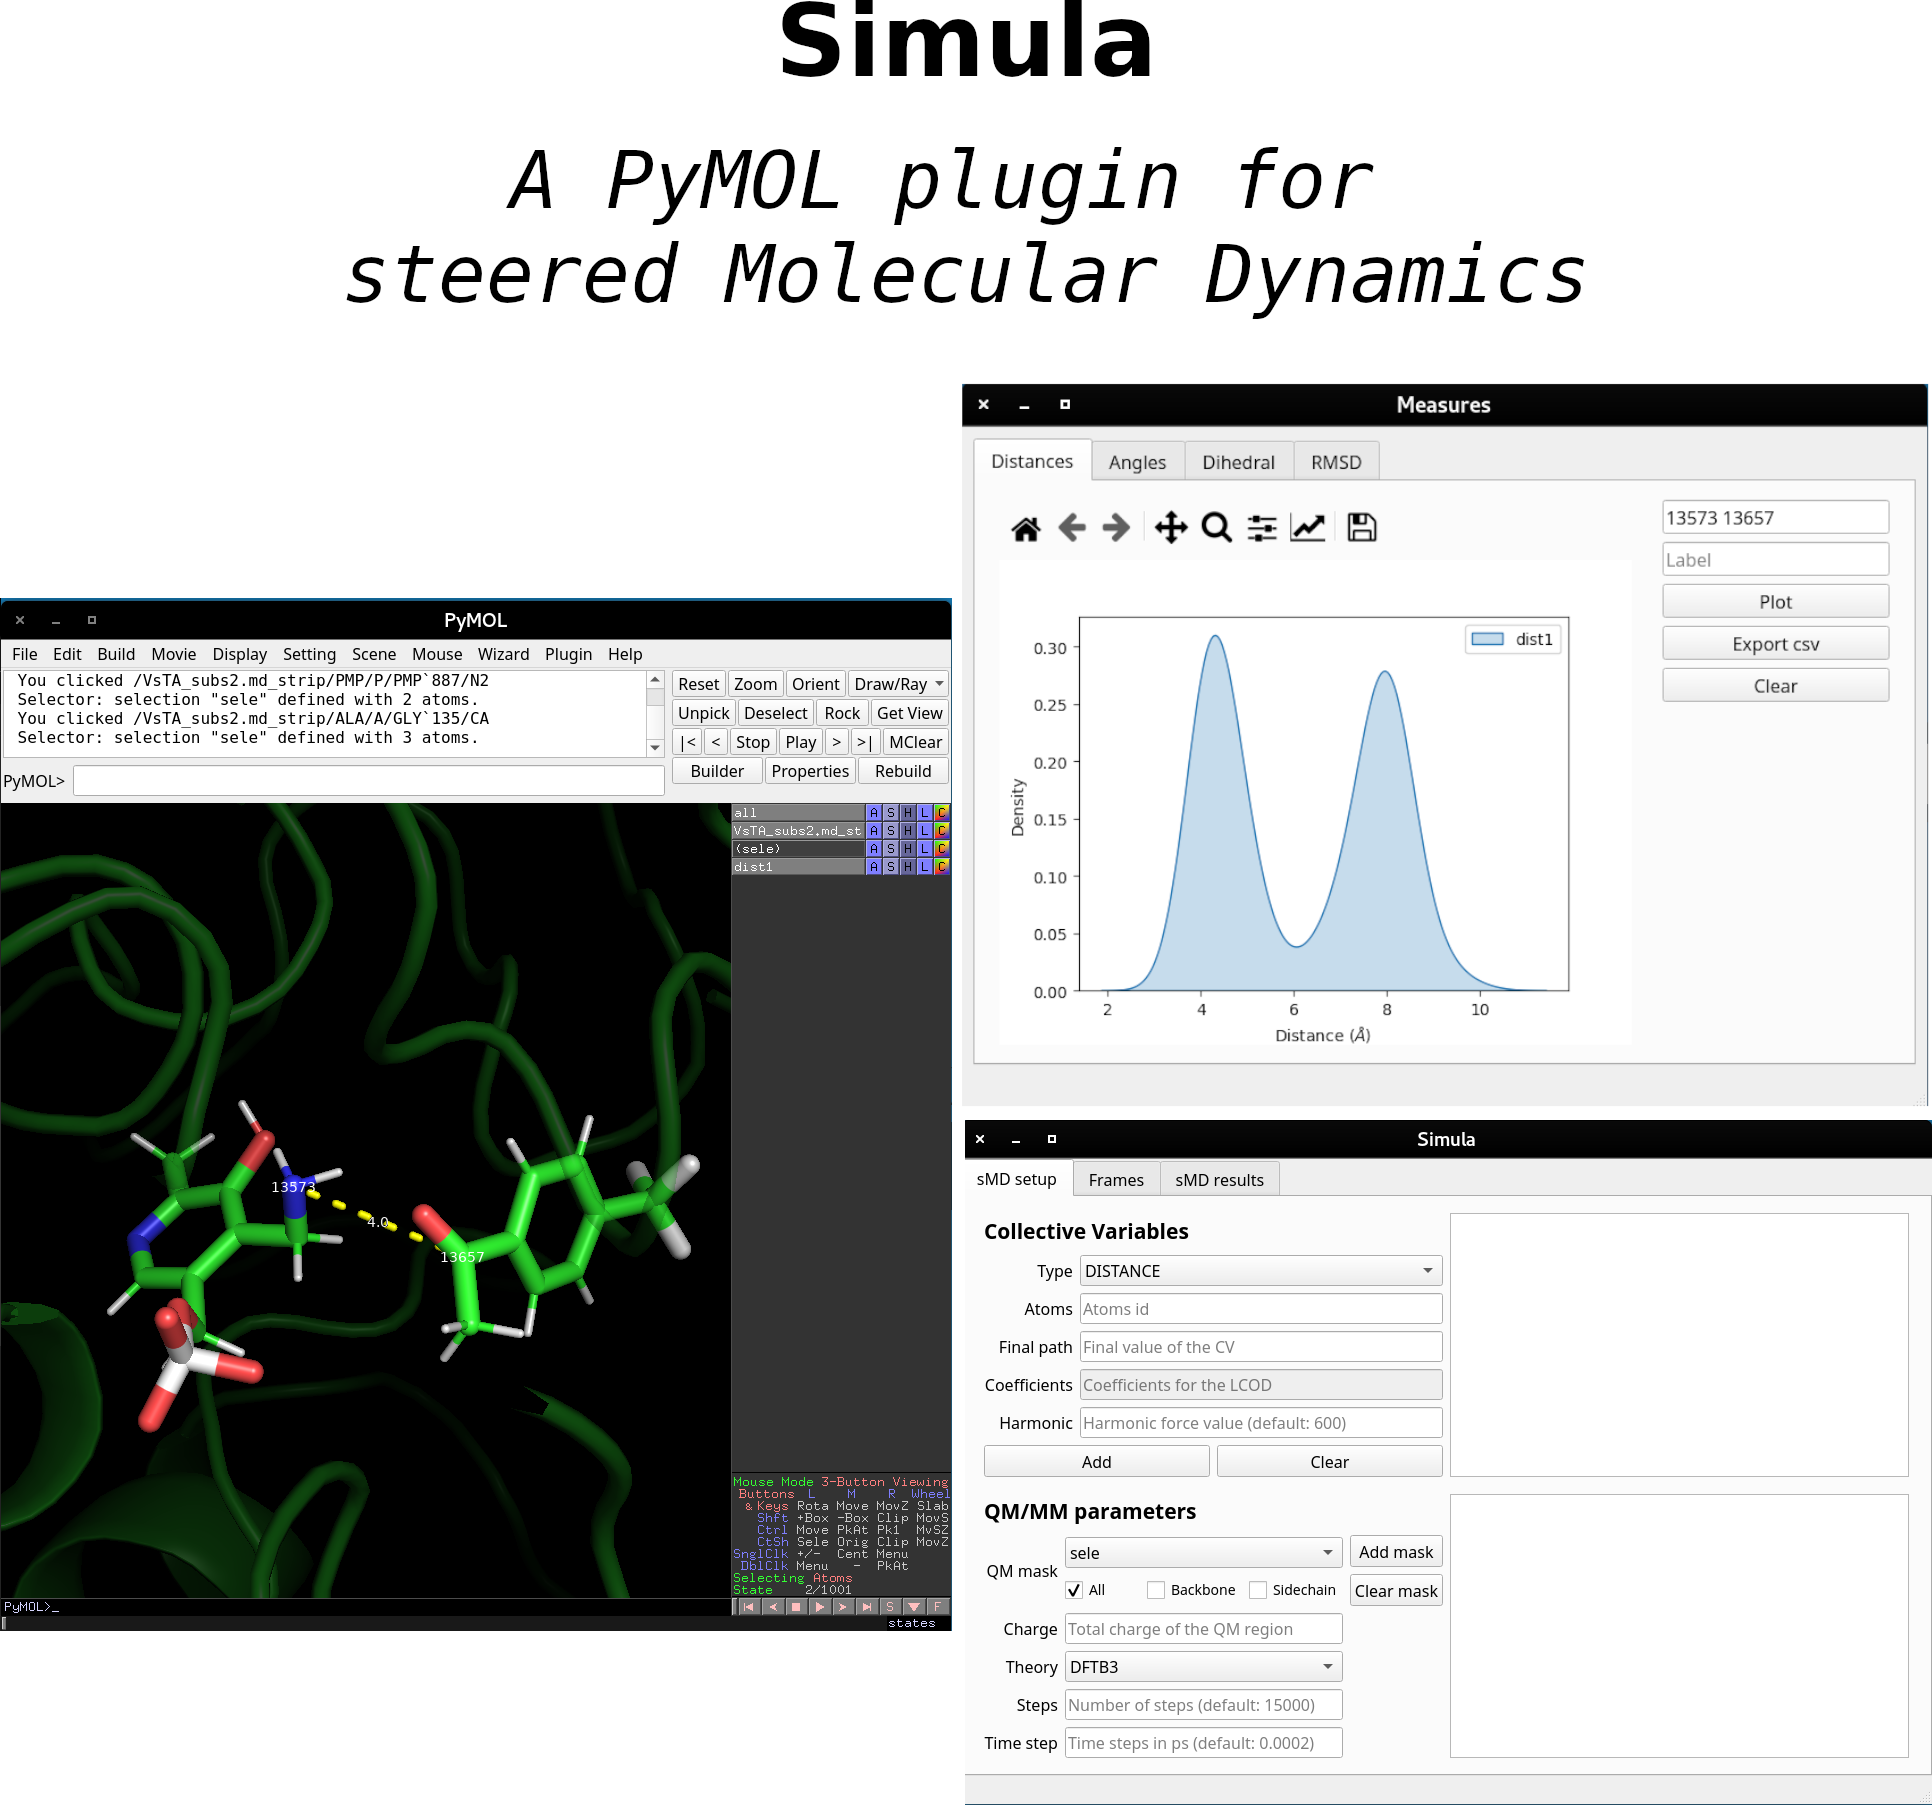 Simula
A PyMOL plugin for
steered Molecular Dynamics
PyMOL
File Edit Build Movie Display Setting Scene Mouse Wizard Plugin Help
You clicked /VsTA_subs2.md_strip/PMP/P/PMP`887/N2
Selector: selection "sele" defined with 2 atoms.
You clicked /VsTA_subs2.md_strip/ALA/A/GLY`135/CA
Selector: selection "sele" defined with 3 atoms.
PyMOL>
Reset Zoom Orient Draw/Ray
Unpick Deselect Rock Get View
|< < Stop Play > >| MClear
Builder Properties Rebuild
all A S H L C
VsTA_subs2.md_st A S H L C
(sele) A S H L C
dist1 A S H L C
13573
4.0
13657
Mouse Mode 3-Button Viewing
Buttons L M R Wheel
& Keys Rota Move MovZ Slab
Shft +Box -Box Clip MovS
Ctrl Move PkAt Pk1 MvSZ
CtSh Sele Orig Clip MovZ
SnglClk +/- Cent Menu
DblClk Menu - PkAt
Selecting Atoms
State 2/1001
PyMOL>_
S F
states
Measures
Distances Angles Dihedral RMSD
13573 13657
Label
Plot
Export csv
Clear
dist1
0.30
0.25
0.20
0.15
0.10
0.05
0.00
Density
2 4 6 8 10
Distance (Å)
Simula
sMD setup Frames sMD results
Collective Variables
Type DISTANCE
Atoms Atoms id
Final path Final value of the CV
Coefficients Coefficients for the LCOD
Harmonic Harmonic force value (default: 600)
Add Clear
QM/MM parameters
QM mask sele Add mask
All Backbone Sidechain Clear mask
Charge Total charge of the QM region
Theory DFTB3
Steps Number of steps (default: 15000)
Time step Time steps in ps (default: 0.0002)